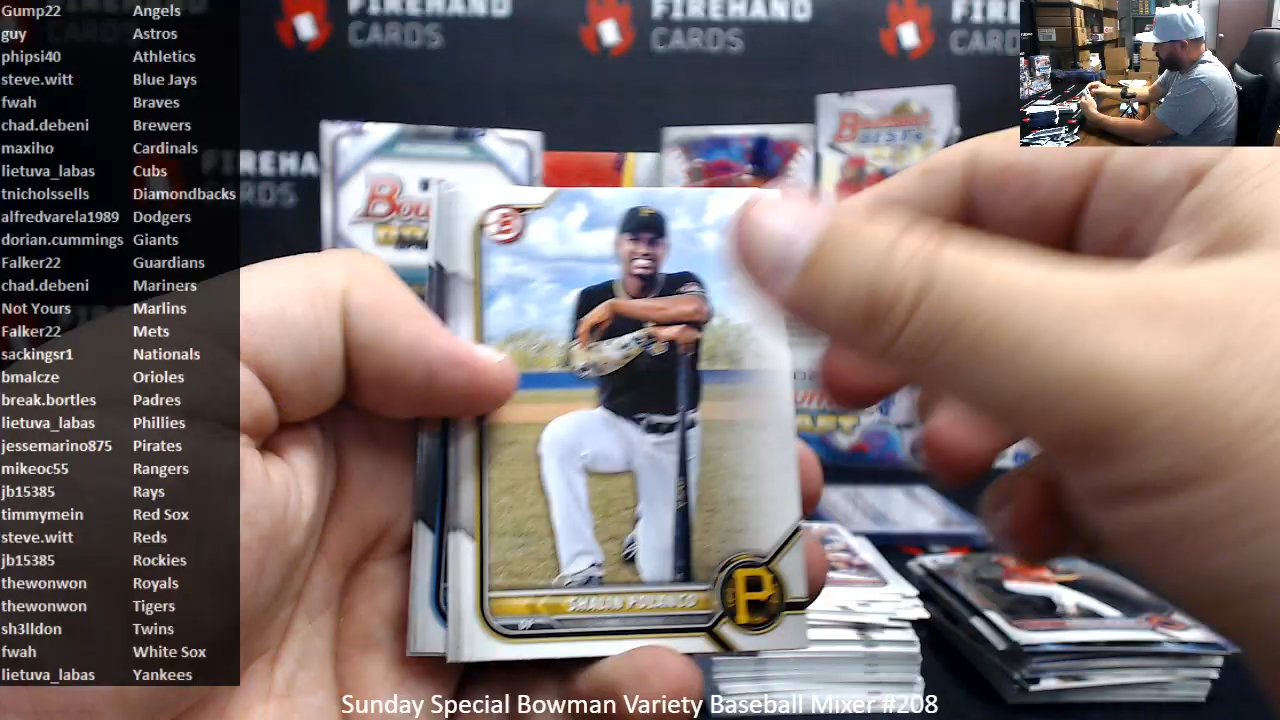 Gump22 Angels
guy Astros
phipsi40 Athletics
steve.witt Blue Jays
fwah Braves
chad.debeni Brewers
maxiho Cardinals
lietuva_labas Cubs
tnicholssells Diamondbacks
alfredvarela1989 Dodgers
dorian.cummings Giants
Falker22 Guardians
chad.debeni Mariners
Not Yours Marlins
Falker22 Mets
sackingsr1 Nationals
bmalcze Orioles
break.bortles Padres
lietuva_labas Phillies
jessemarino875 Pirates
mikeoc55 Rangers
jb15385 Rays
timmymein Red Sox
steve.witt Reds
jb15385 Rockies
thewonwon Royals
thewonwon Tigers
sh3lldon Twins
fwah White Sox
lietuva_labas Yankees
FIREHAND
CARDS
FIREHAND
CARDS
FIRE
CARDS
FIREHA
Bowman
BEST
Bow
B
P
SHALIN POLANCO
P
Sunday Special Bowman Variety Baseball Mixer #208